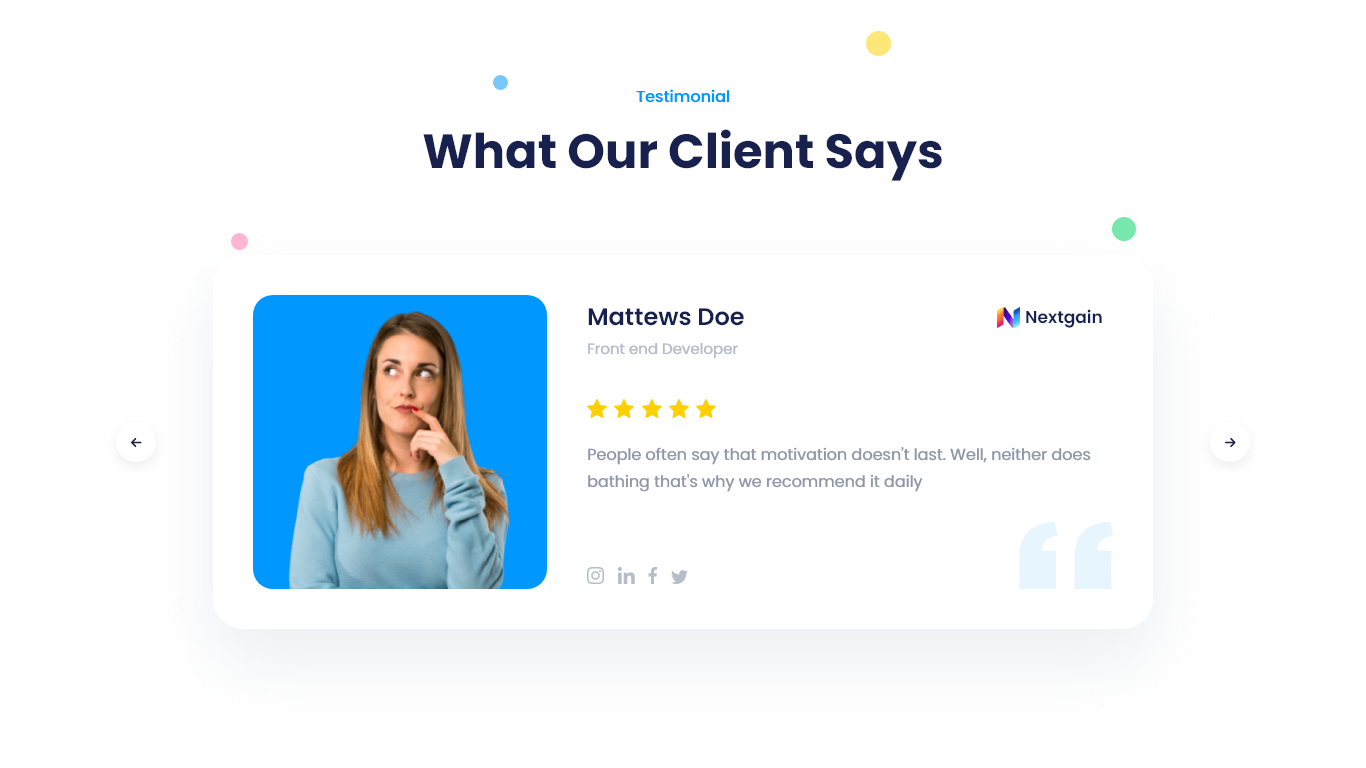 Testimonial
What Our Client Says
Mattews Doe
Nextgain
Front end Developer
People often say that motivation doesn't last. Well, neither does
bathing that's why we recommend it daily